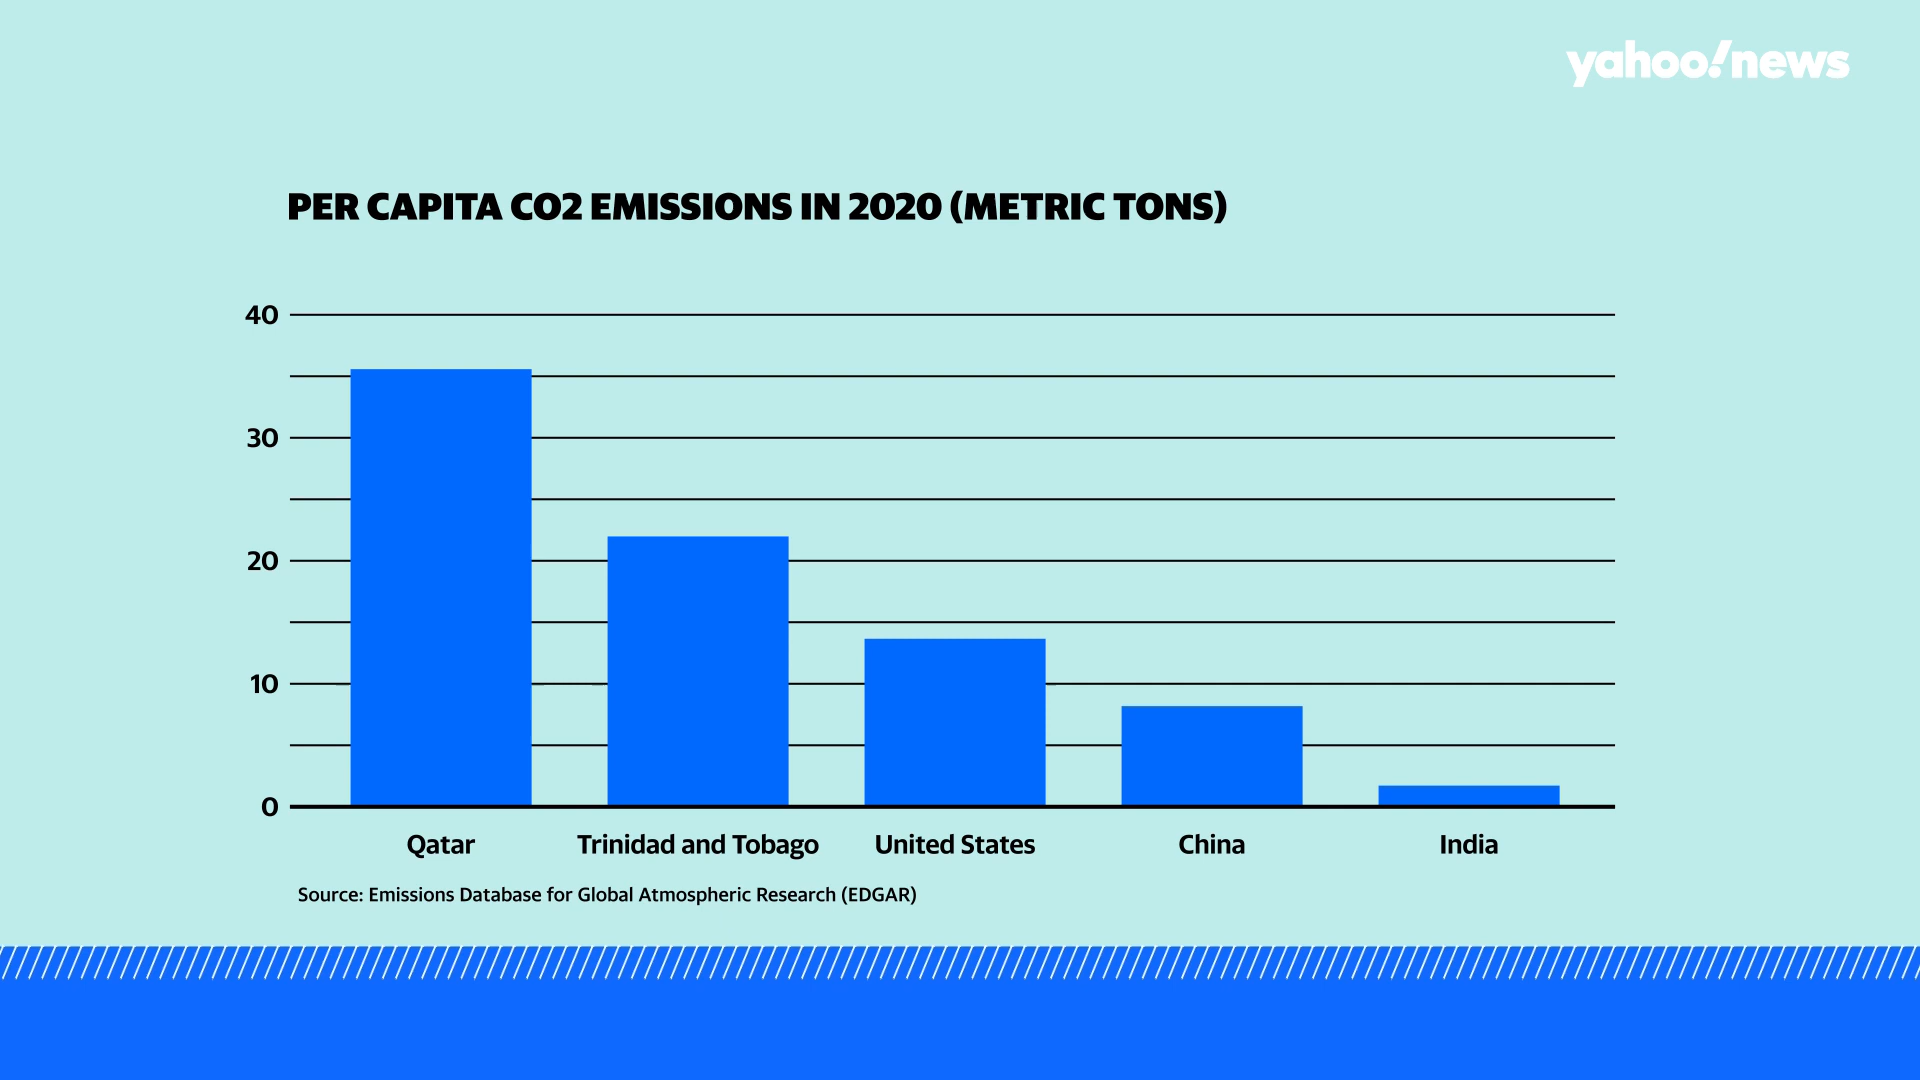 yahoo!news
PER CAPITA CO2 EMISSIONS IN 2020 (METRIC TONS)
40
30
20
10
0
Qatar Trinidad and Tobago United States China India
Source: Emissions Database for Global Atmospheric Research (EDGAR)